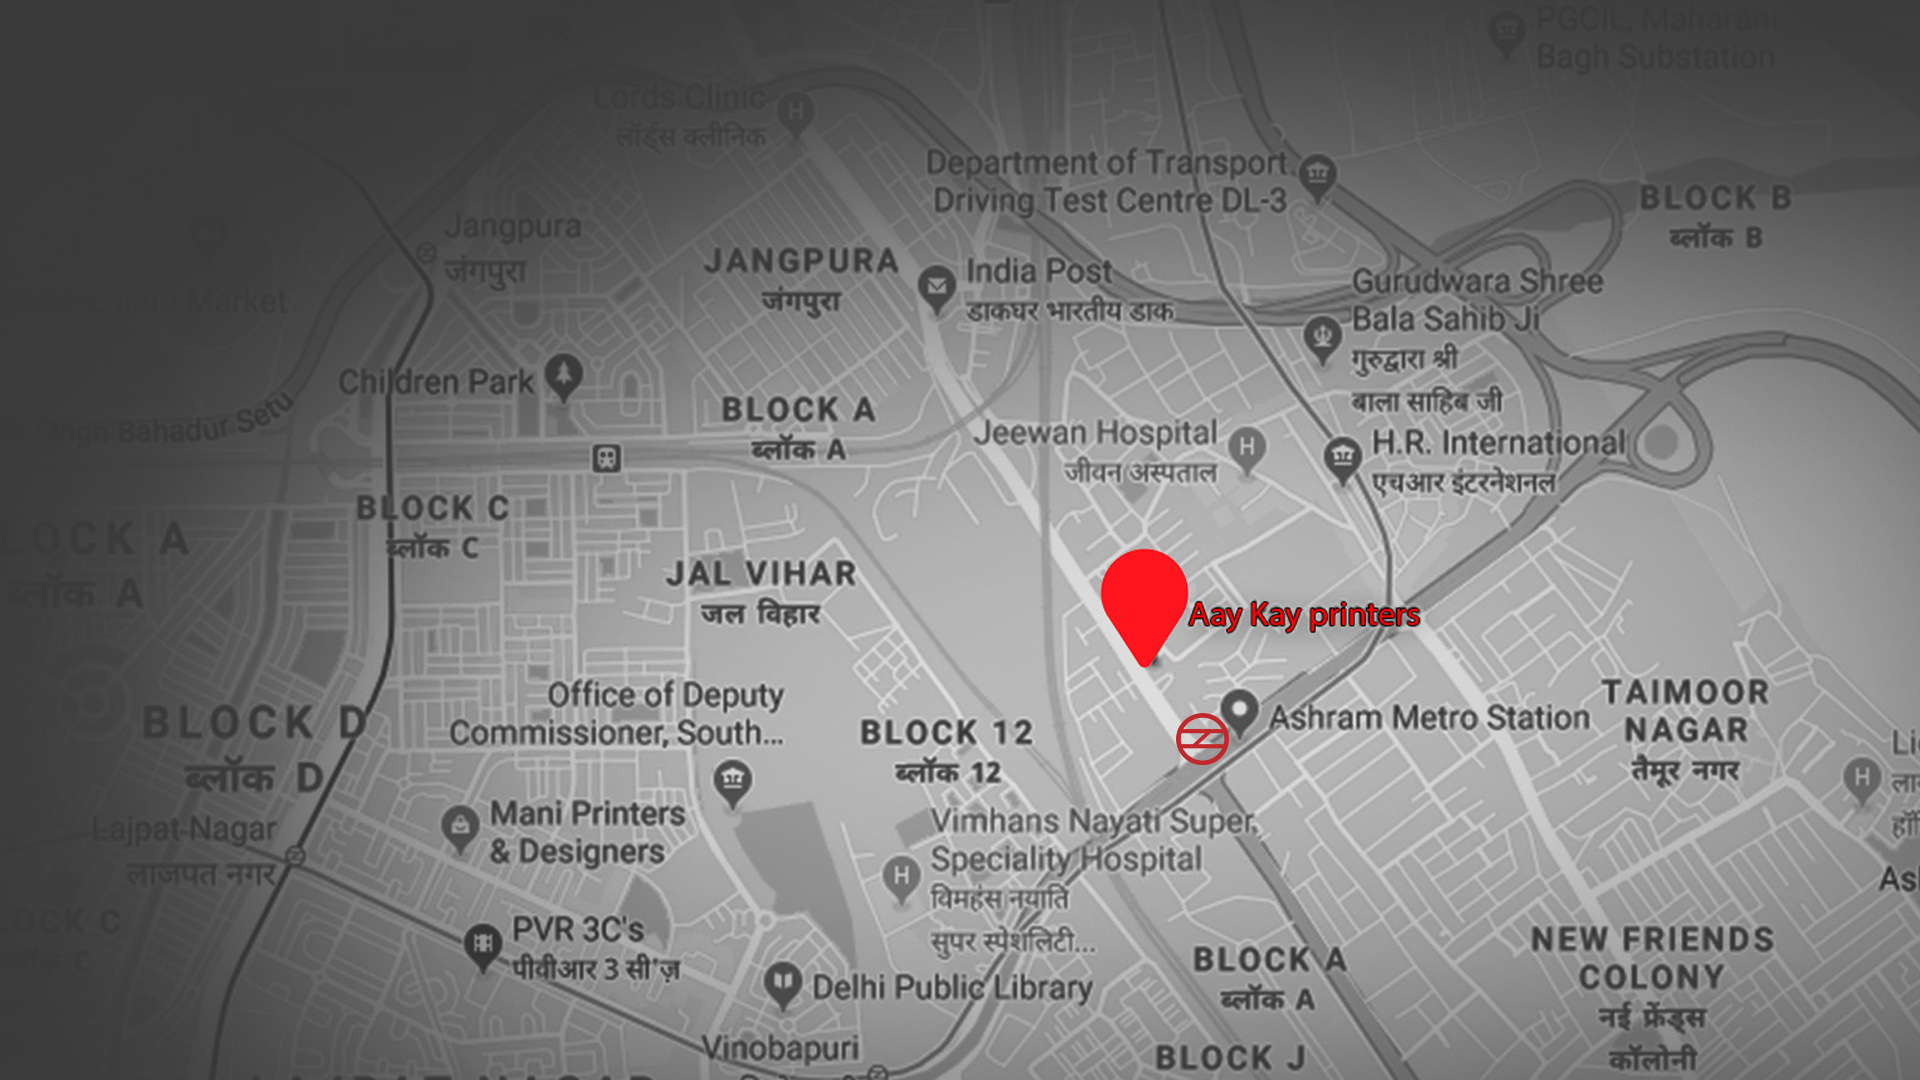 PGCIL, Maharani
Bagh Substation
Lords Clinic
लॉर्ड्स क्लीनिक
Department of Transport
Driving Test Centre DL-3
BLOCK B
ब्लॉक B
Jangpura
जंगपुरा
JANGPURA
जंगपुरा
India Post
डाकघर भारतीय डाक
Gurudwara Shree
Bala Sahib Ji
गुरुद्वारा श्री
बाला साहिब जी
Market
Children Park
Singh Bahadur Setu
BLOCK A
ब्लॉक A
Jeewan Hospital
जीवन अस्पताल
H.R. International
एचआर इंटरनेशनल
BLOCK C
ब्लॉक C
LOCK A
ब्लॉक A
JAL VIHAR
जल विहार
Aay Kay printers
Office of Deputy
Commissioner, South...
BLOCK D
ब्लॉक D
BLOCK 12
ब्लॉक 12
Ashram Metro Station
TAIMOOR
NAGAR
तैमूर नगर
Lajpat Nagar
लाजपत नगर
Mani Printers
& Designers
Vimhans Nayati Super
Speciality Hospital
विमहंस नयाति
सुपर स्पेशलिटी...
OCK C
PVR 3C's
पीवीआर 3 सी'ज़
Delhi Public Library
BLOCK A
ब्लॉक A
NEW FRIENDS
COLONY
नई फ्रेंड्स
कॉलोनी
Vinobapuri
BLOCK J